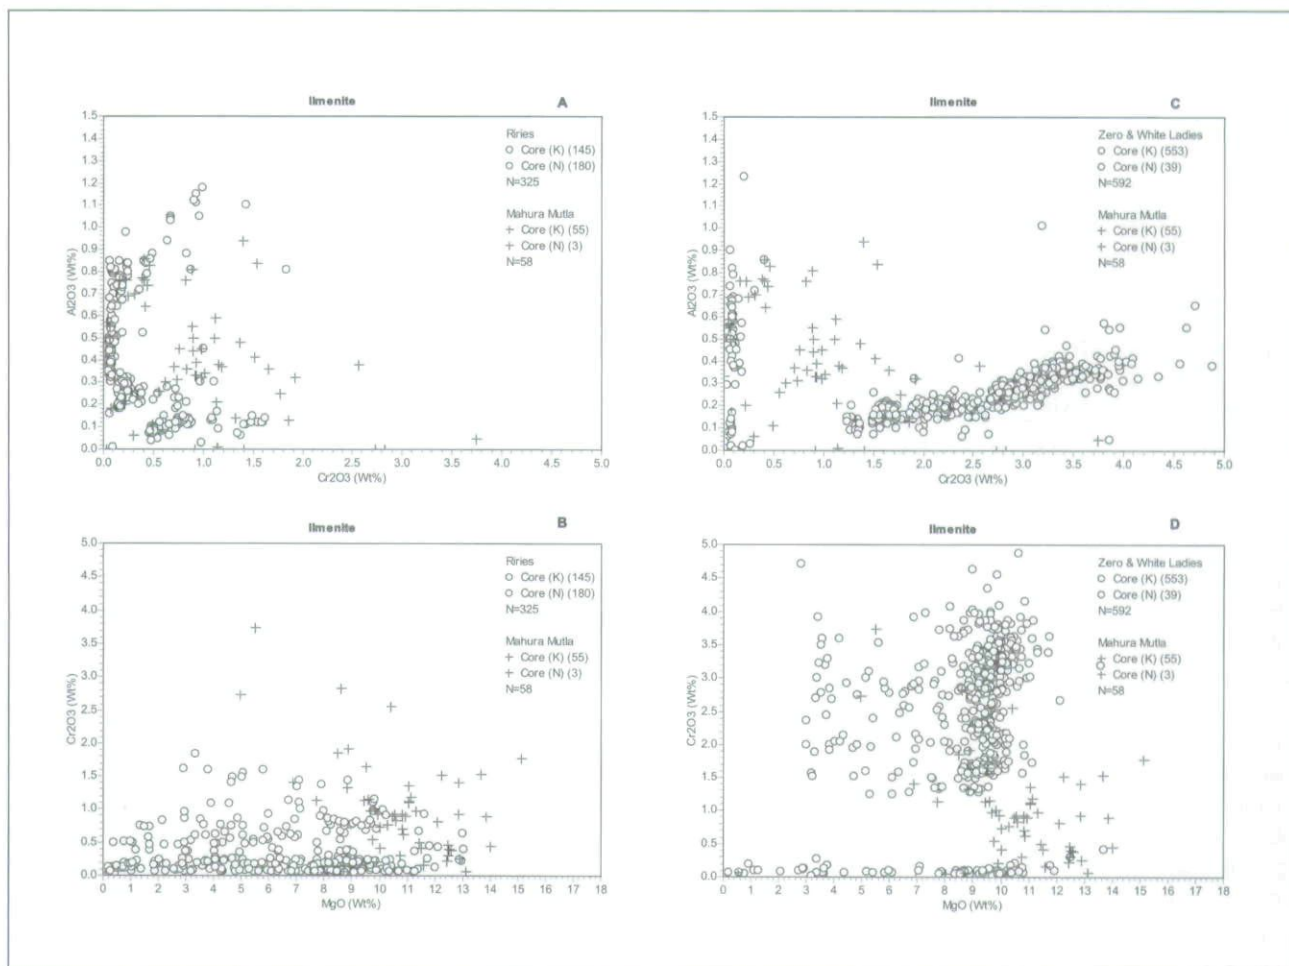 Ilmenite
A
1.5
1.4
1.3
1.2
1.1
1.0
0.9
0.8
0.7
0.6
0.5
0.4
0.3
0.2
0.1
0.0
Al2O3 (Wt%)
Riries
Core (K) (145)
Core (N) (180)
N=325
Mahura Mutla
Core (K) (55)
Core (N) (3)
N=58
0.0 0.5 1.0 1.5 2.0 2.5 3.0 3.5 4.0 4.5 5.0
Cr2O3 (Wt%)
Ilmenite
C
1.5
1.4
1.3
1.2
1.1
1.0
0.9
0.8
0.7
0.6
0.5
0.4
0.3
0.2
0.1
0.0
Al2O3 (Wt%)
Zero & White Ladies
Core (K) (553)
Core (N) (39)
N=592
Mahura Mutla
Core (K) (55)
Core (N) (3)
N=58
0.0 0.5 1.0 1.5 2.0 2.5 3.0 3.5 4.0 4.5 5.0
Cr2O3 (Wt%)
Ilmenite
B
5.0
4.5
4.0
3.5
3.0
2.5
2.0
1.5
1.0
0.5
0.0
Cr2O3 (Wt%)
Riries
Core (K) (145)
Core (N) (180)
N=325
Mahura Mutla
Core (K) (55)
Core (N) (3)
N=58
0 1 2 3 4 5 6 7 8 9 10 11 12 13 14 15 16 17 18
MgO (Wt%)
Ilmenite
D
5.0
4.5
4.0
3.5
3.0
2.5
2.0
1.5
1.0
0.5
0.0
Cr2O3 (Wt%)
Zero & White Ladies
Core (K) (553)
Core (N) (39)
N=592
Mahura Mutla
Core (K) (55)
Core (N) (3)
N=58
0 1 2 3 4 5 6 7 8 9 10 11 12 13 14 15 16 17 18
MgO (Wt%)